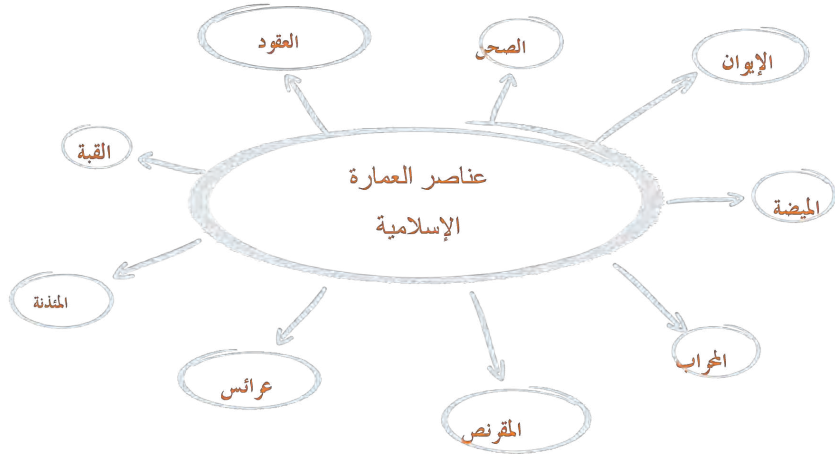 العقود
الصحن
الإيوان
القبة
عناصر العمارة
الإسلامية
الميضة
المئذنة
المحراب
عرائس
المقرنص